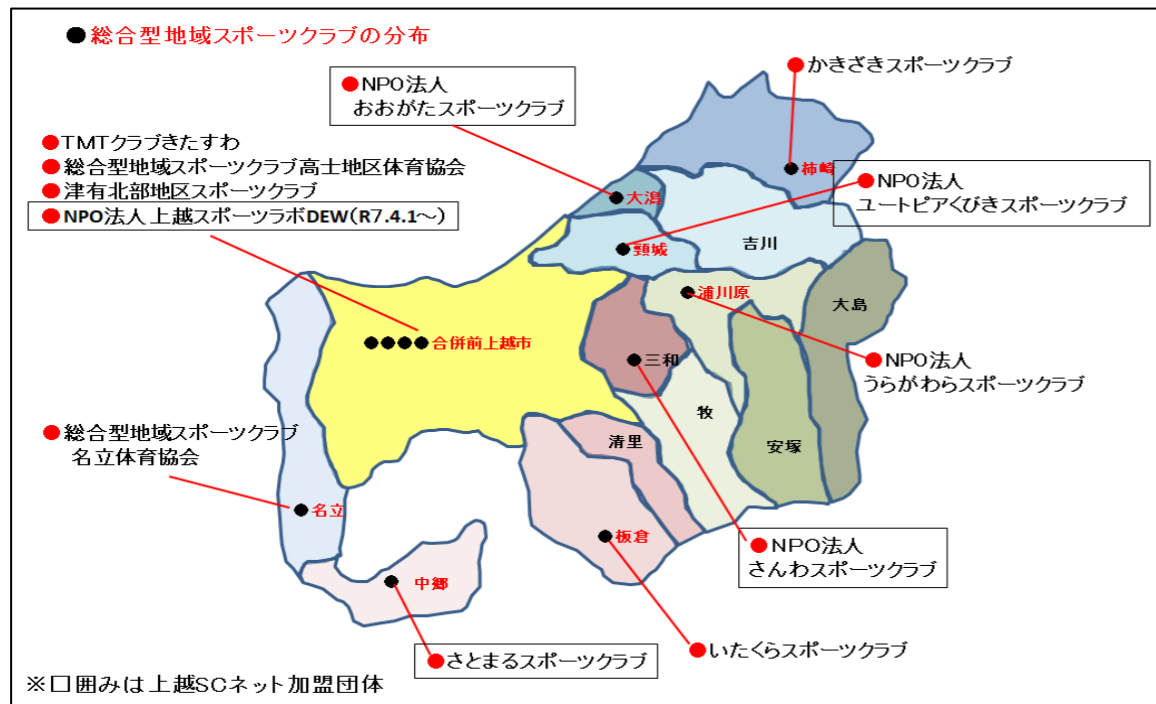 ●総合型地域スポーツクラブの分布
●かきざきスポーツクラブ
●NPO法人
おおがたスポーツクラブ
●TMTクラブきたすわ
●総合型地域スポーツクラブ高士地区体育協会
●津有北部地区スポーツクラブ
●NPO法人 上越スポーツラボDEW(R7.4.1～)
●NPO法人
ユートピアくびきスポーツクラブ
柿崎
大潟
頸城
吉川
浦川原
大島
合併前上越市
三和
●NPO法人
うらがわらスポーツクラブ
牧
清里
安塚
●総合型地域スポーツクラブ
名立体育協会
名立
板倉
●NPO法人
さんわスポーツクラブ
中郷
●さとまるスポーツクラブ
●いたくらスポーツクラブ
※口囲みは上越SCネット加盟団体